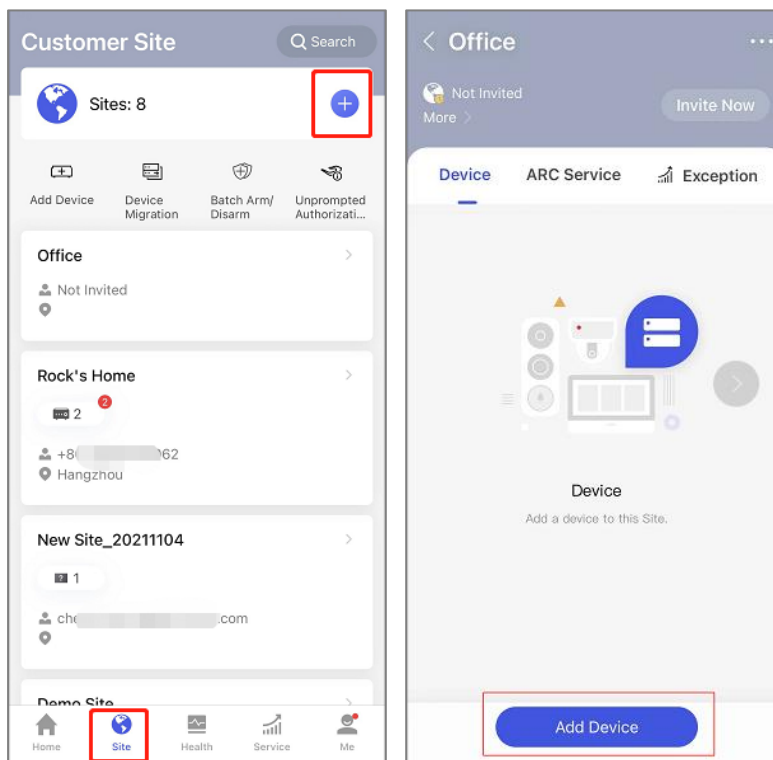 Customer Site
Search
Sites: 8
Add Device
Device
Migration
Batch Arm/
Disarm
Unprompted
Authorizati...
Office
Not Invited
Rock's Home
2
2
+8 62
Hangzhou
New Site_20211104
1
ch .com
Demo Site
Home
Site
Health
Service
Me
Office
Not Invited
More
Invite Now
Device
ARC Service
Exception
Device
Add a device to this Site.
Add Device